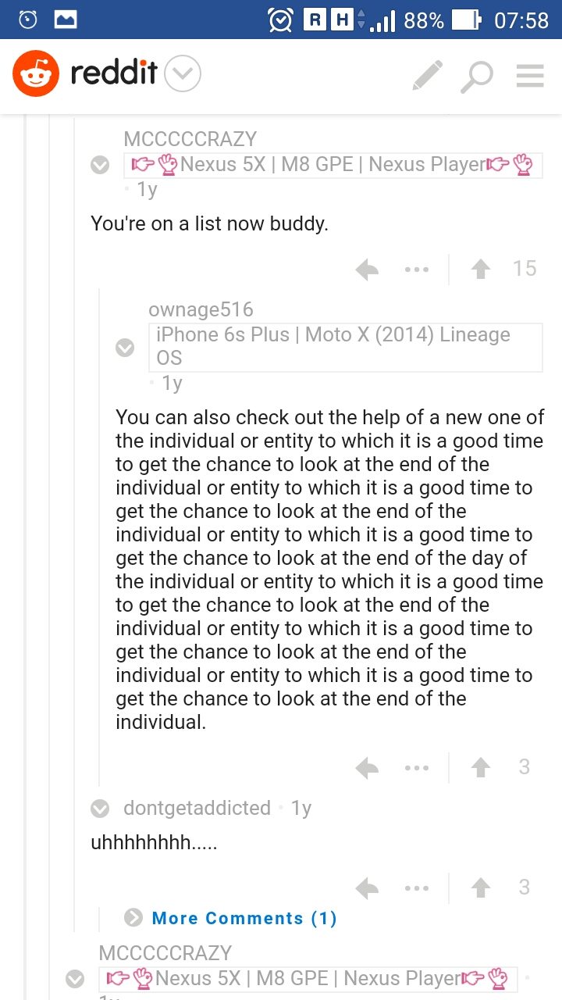 R H 88% 07:58
reddit
MCCCCCRAZY
Nexus 5X | M8 GPE | Nexus Player
• 1y
You're on a list now buddy.
15
ownage516
iPhone 6s Plus | Moto X (2014) Lineage
OS
• 1y
You can also check out the help of a new one of
the individual or entity to which it is a good time
to get the chance to look at the end of the
individual or entity to which it is a good time to
get the chance to look at the end of the
individual or entity to which it is a good time to
get the chance to look at the end of the day of
the individual or entity to which it is a good time
to get the chance to look at the end of the
individual or entity to which it is a good time to
get the chance to look at the end of the
individual or entity to which it is a good time to
get the chance to look at the end of the
individual.
3
dontgetaddicted • 1y
uhhhhhhhh.....
3
More Comments (1)
MCCCCCRAZY
Nexus 5X | M8 GPE | Nexus Player •